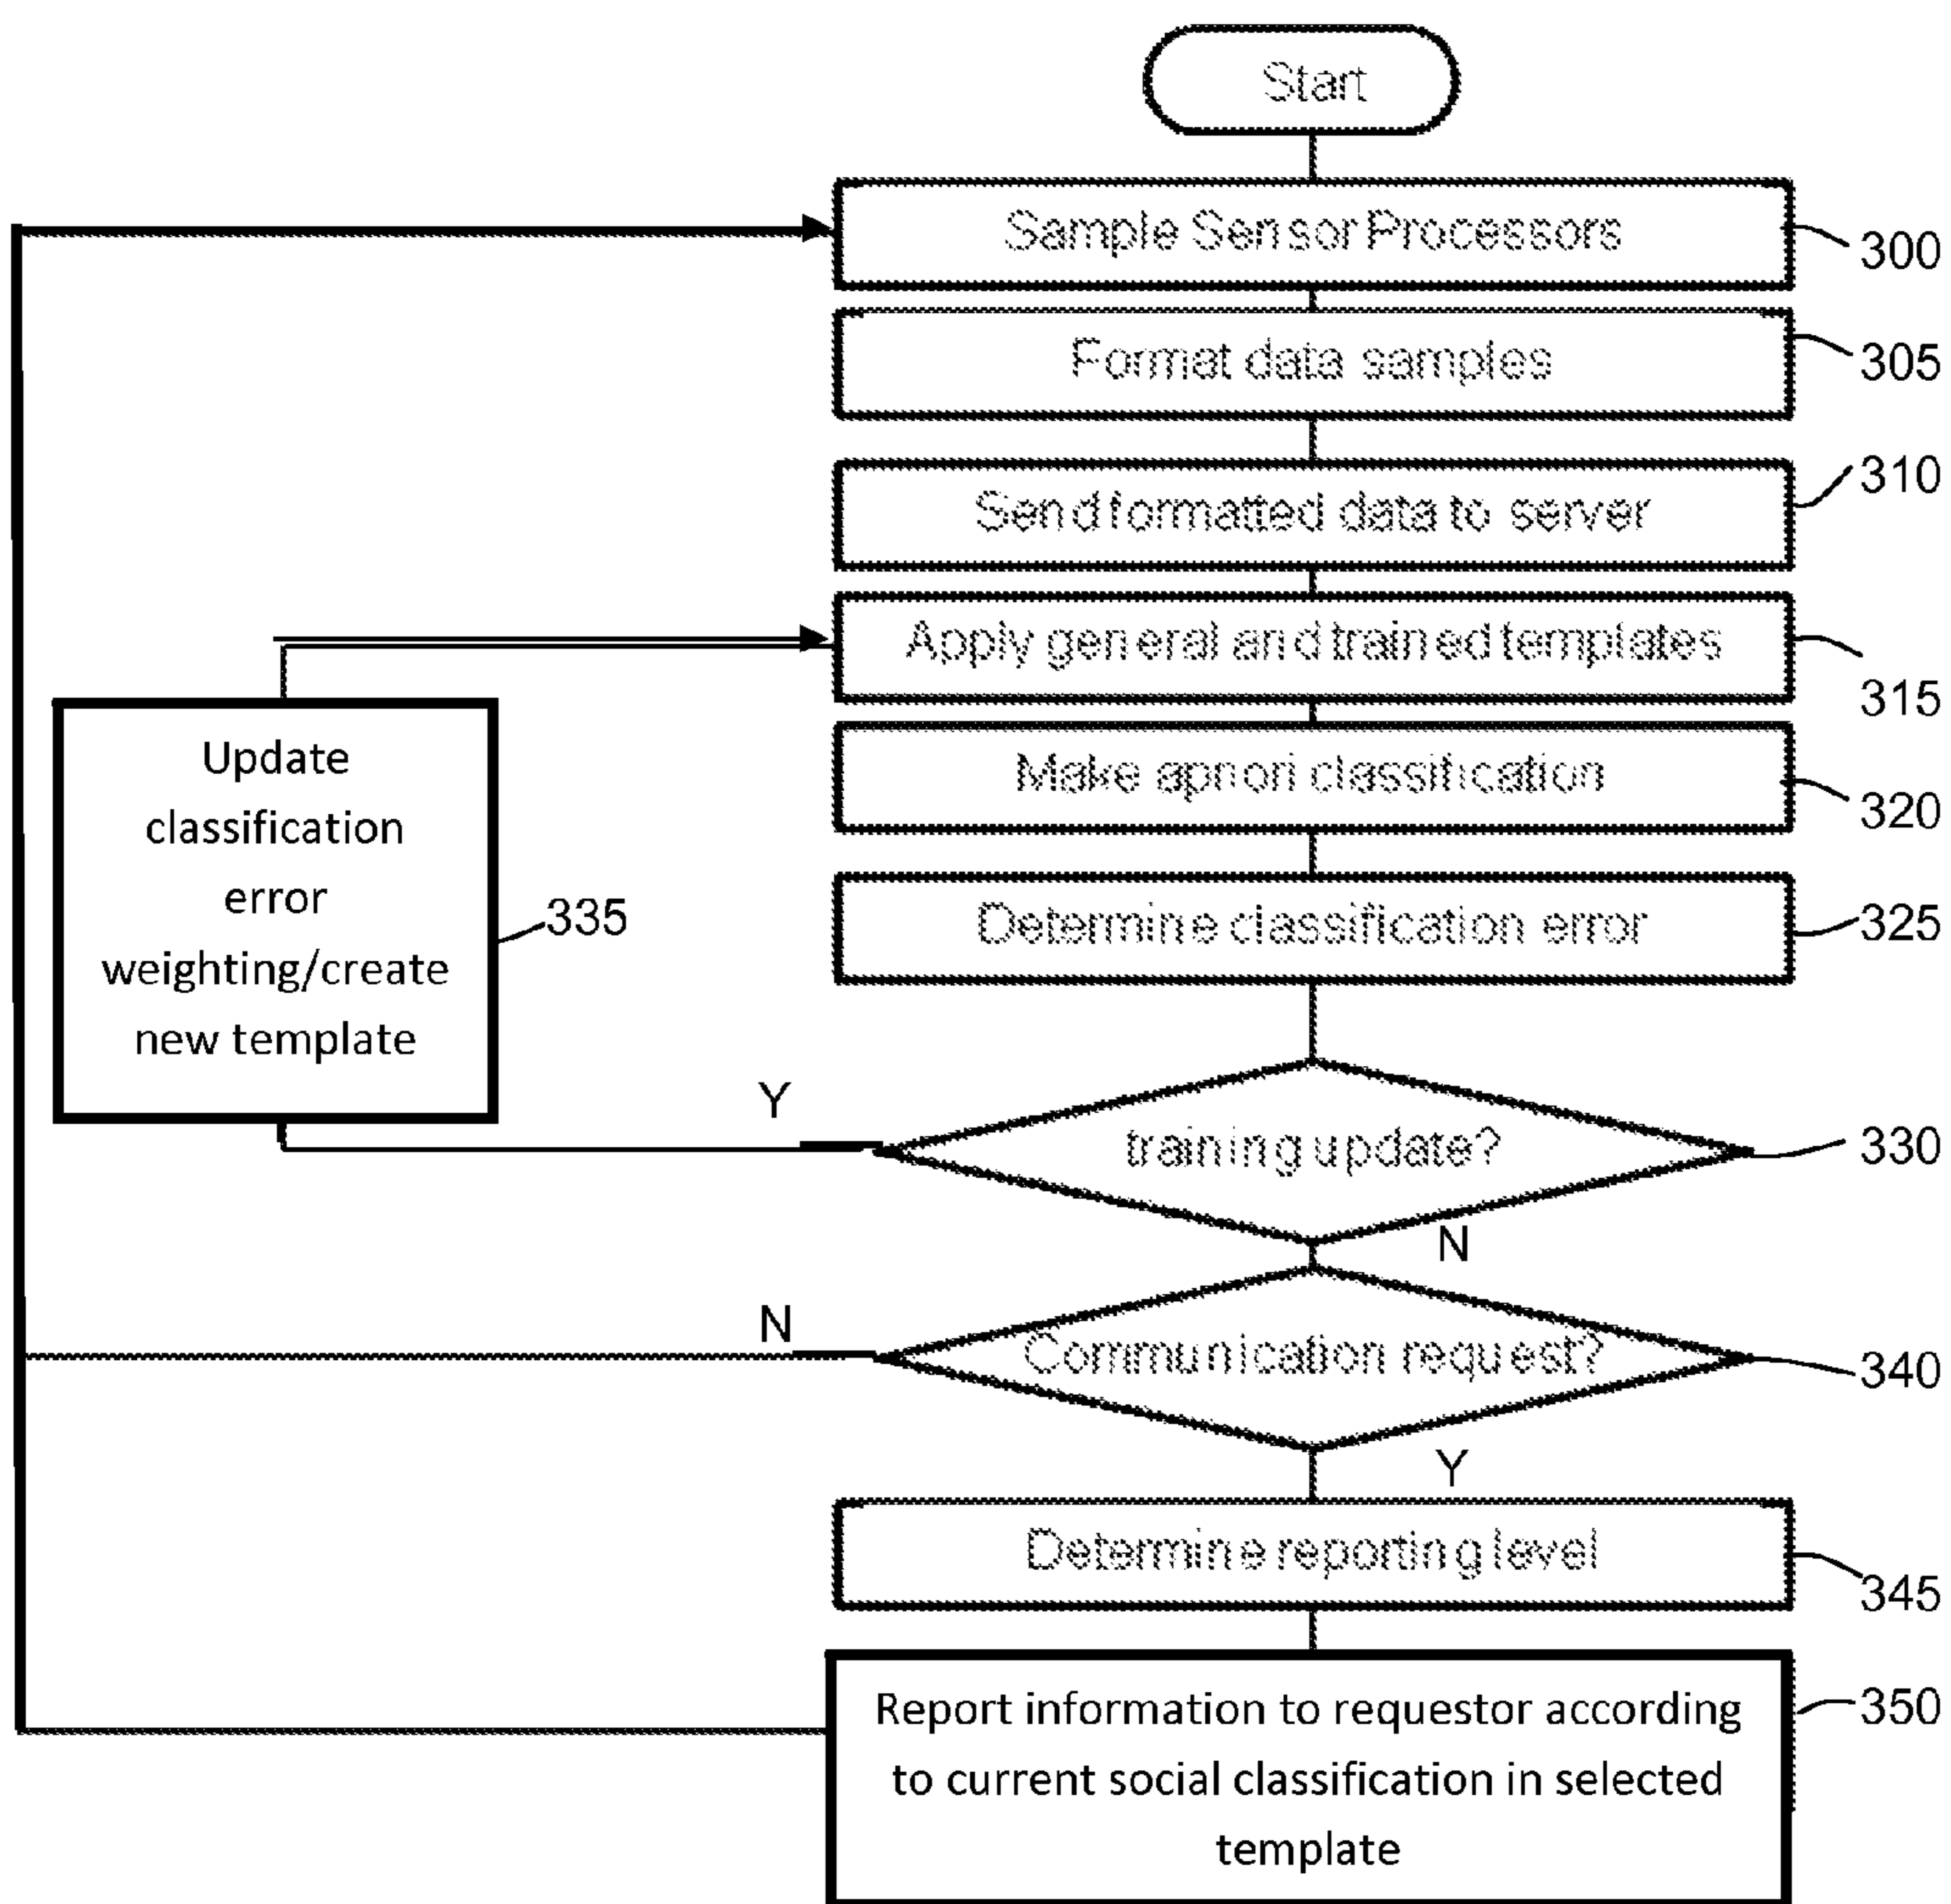 Start
Sample Sensor Processors
300
Format data samples
305
Send formatted data to server
310
Apply general and trained templates
315
Make apriori classification
320
Determine classification error
325
Update
classification
error
weighting/create
new template
335
Y
training update?
330
N
N
Communication request?
340
Y
Determine reporting level
345
Report information to requestor according
to current social classification in selected
template
350